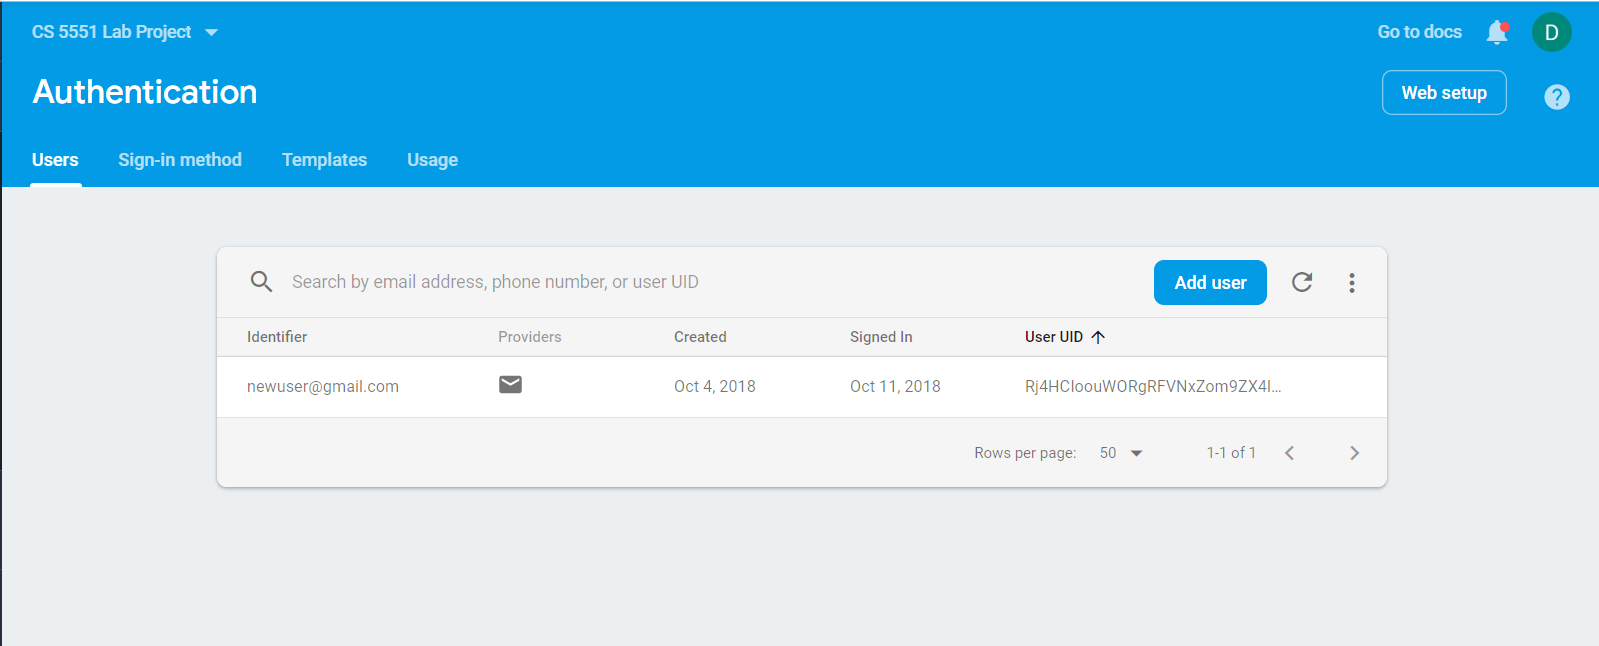 CS 5551 Lab Project
Go to docs
D
Authentication
Web setup
?
Users Sign-in method Templates Usage
Search by email address, phone number, or user UID
Add user
Identifier Providers Created Signed In User UID
newuser@gmail.com Oct 4, 2018 Oct 11, 2018 Rj4HCIoouWORgRFVNxZom9ZX4I...
Rows per page: 50 1-1 of 1